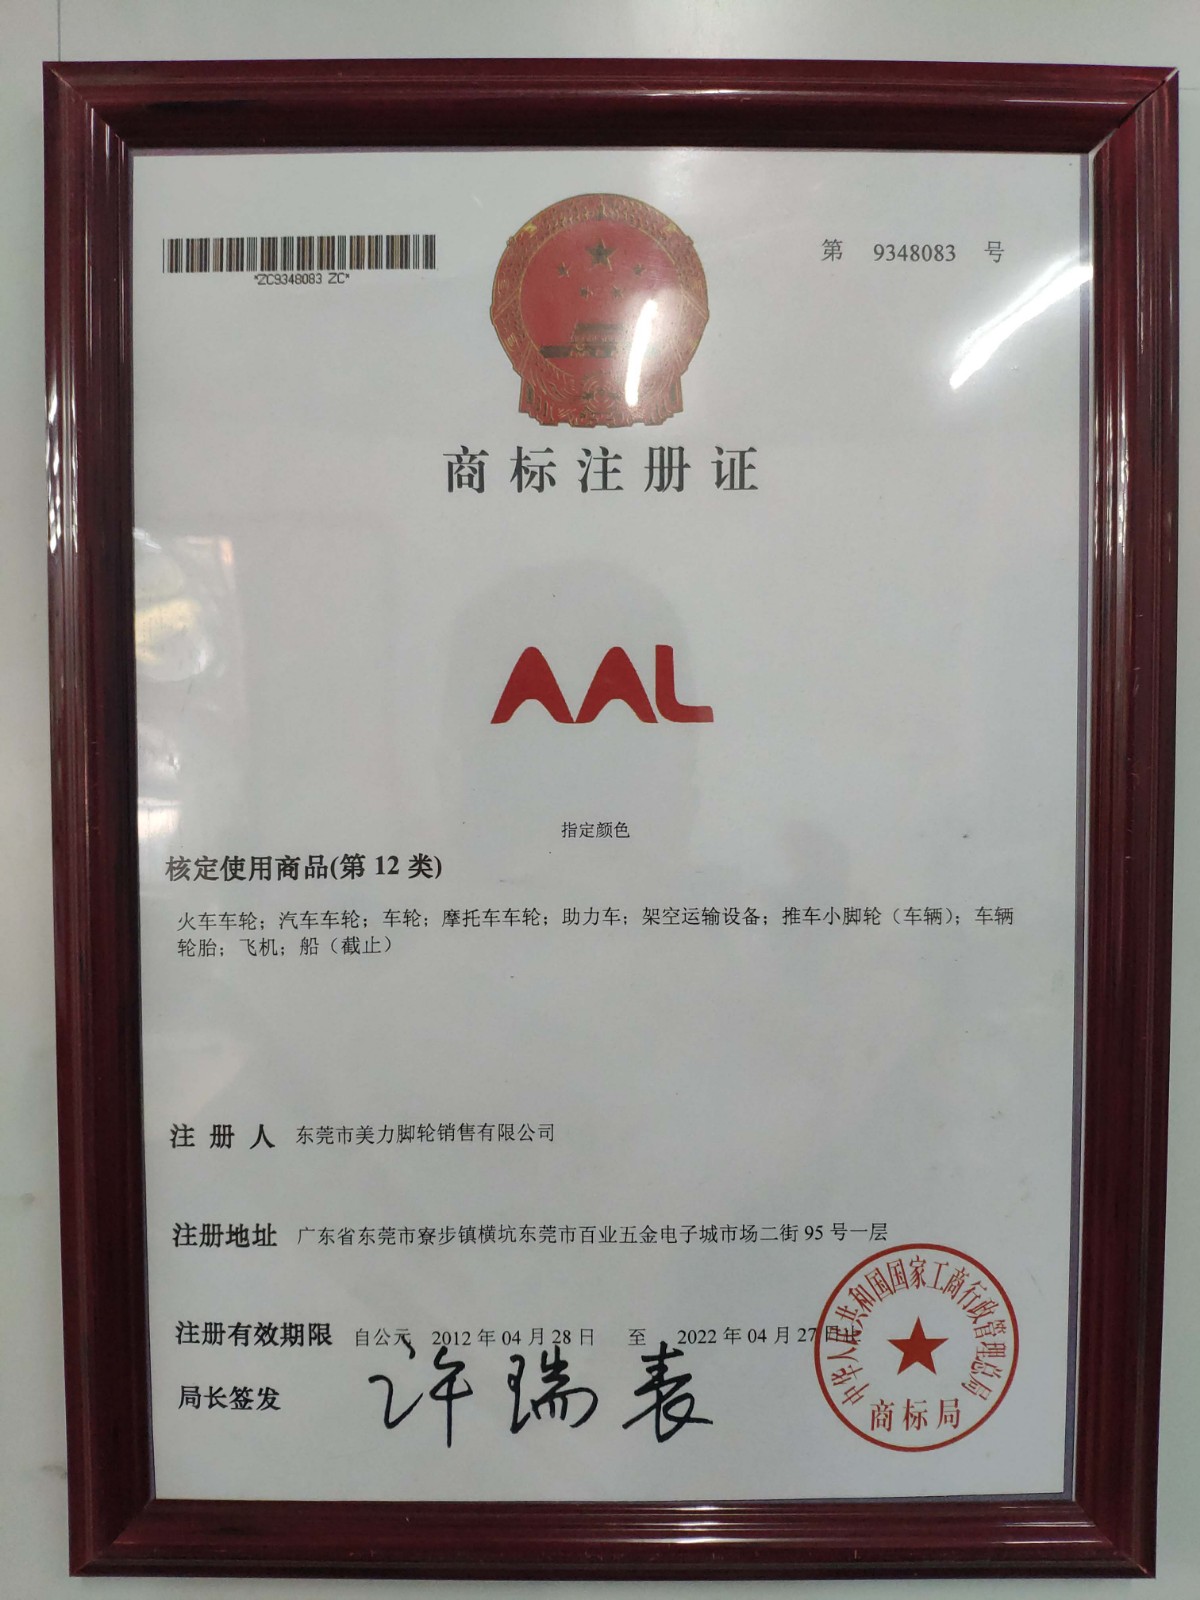 *ZC9348083 ZC*
第 9348083 号
商标注册证
AAL
指定颜色
核定使用商品(第 12 类)
火车车轮；汽车车轮；车轮；摩托车车轮；助力车；架空运输设备；推车小脚轮（车辆）；车辆
轮胎；飞机；船（截止）
注 册 人 东莞市美力脚轮销售有限公司
注册地址 广东省东莞市寮步镇横坑东莞市百业五金电子城市场二街 95 号一层
注册有效期限 自公元 2012 年 04 月 28 日 至 2022 年 04 月 27 日
局长签发 许瑞表
中华人民共和国国家工商行政管理总局
商标局